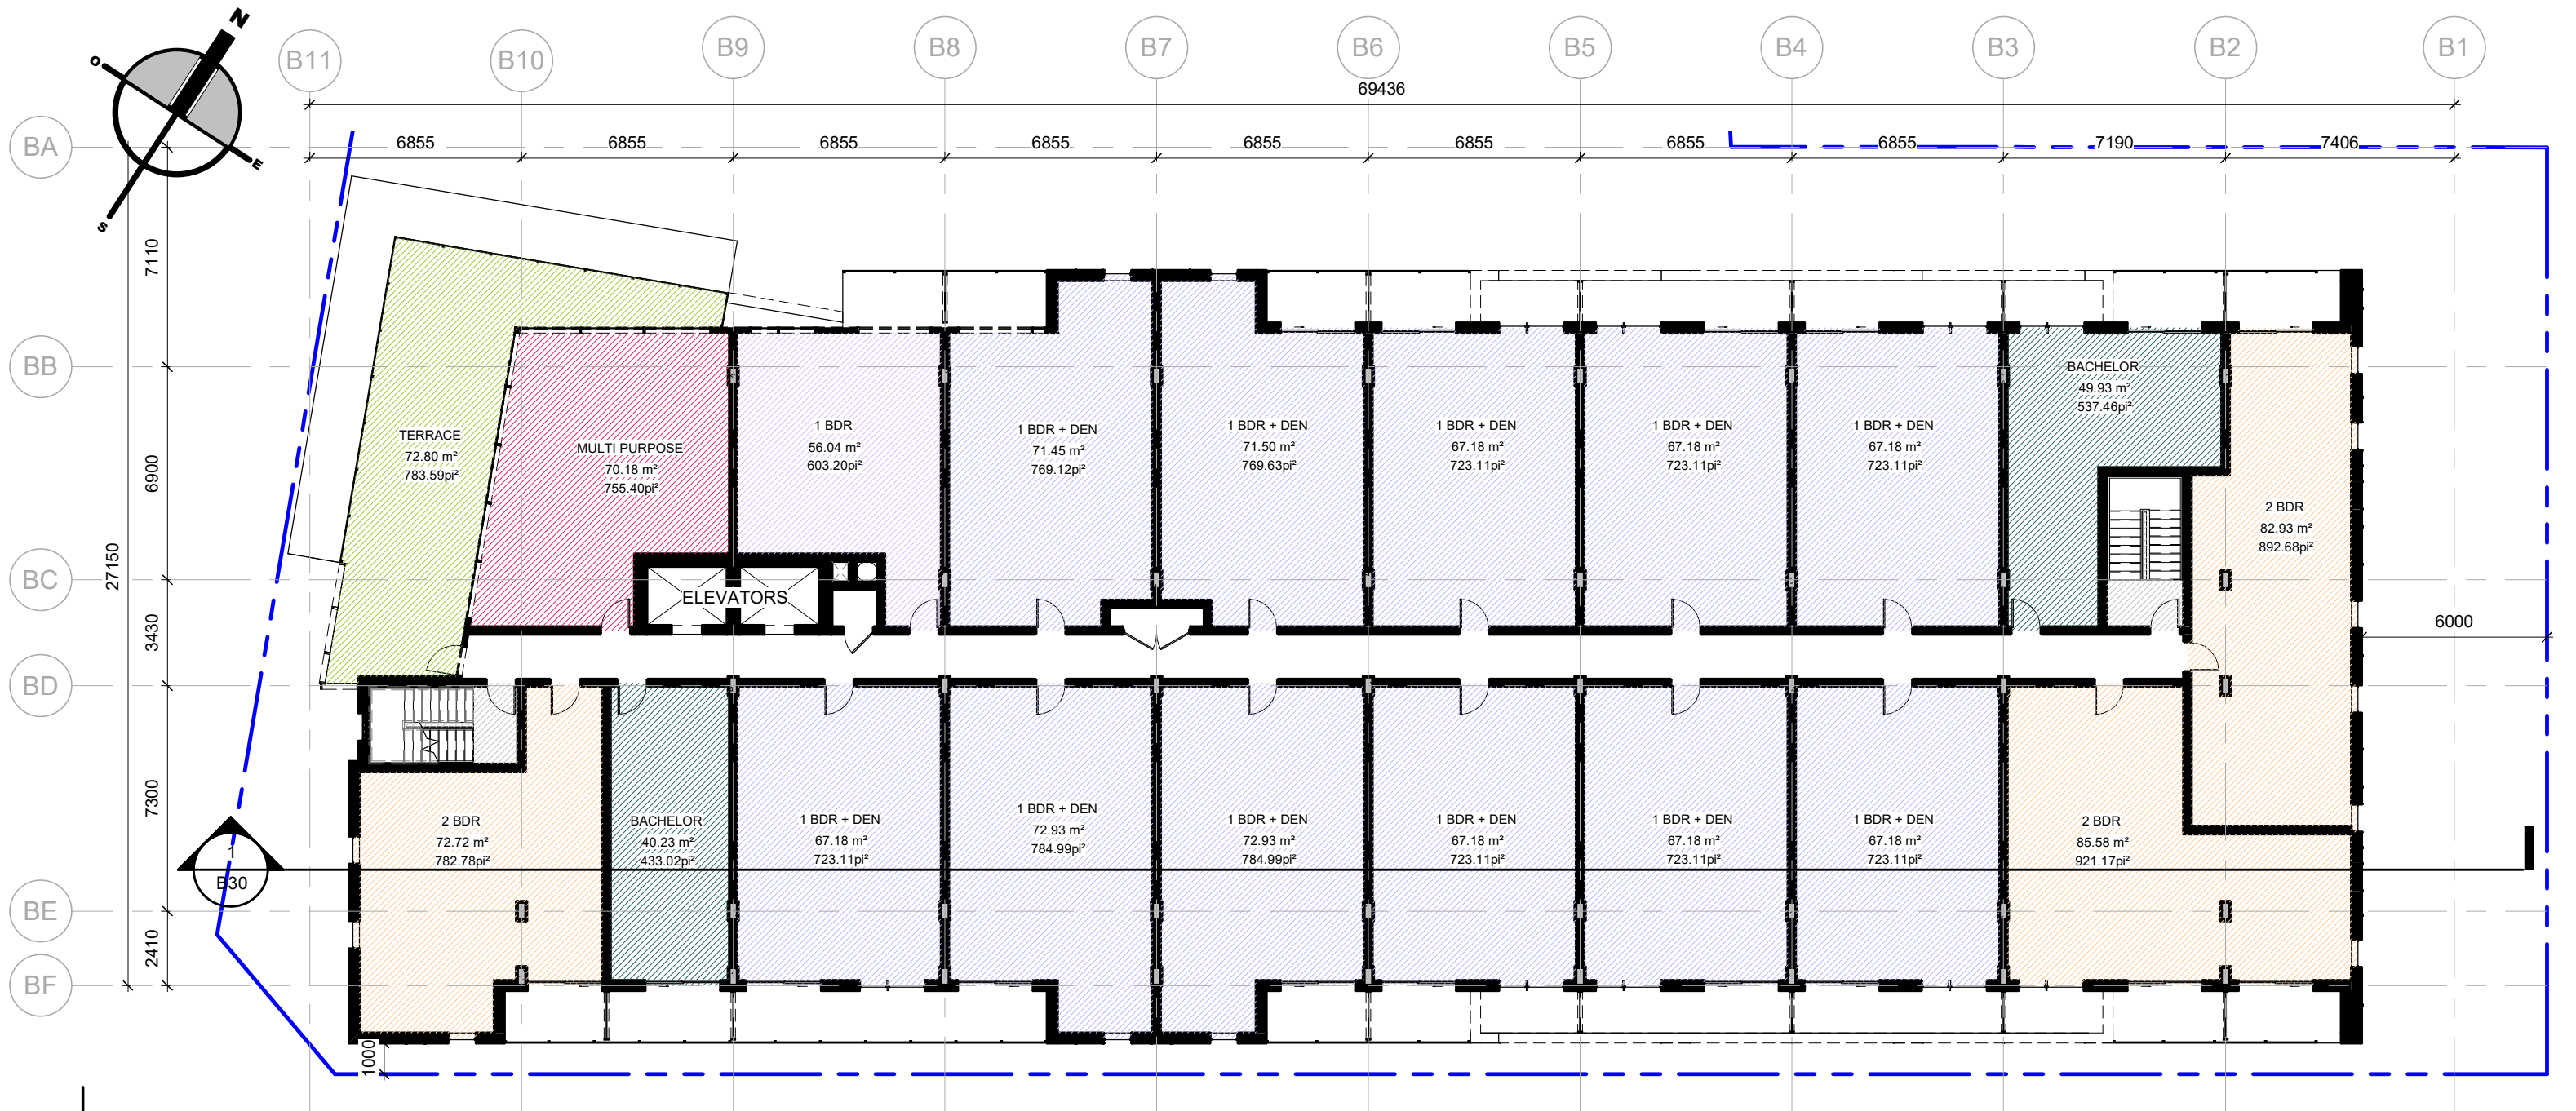 N
O
E
S
B11
B10
B9
B8
B7
B6
B5
B4
B3
B2
B1
69436
6855
6855
6855
6855
6855
6855
6855
6855
7190
7406
BA
BB
BC
BD
BE
BF
7110
6900
3430
7300
2410
27150
6000
1000
TERRACE
72.80 m²
783.59pi²
MULTI PURPOSE
70.18 m²
755.40pi²
1 BDR
56.04 m²
603.20pi²
1 BDR + DEN
71.45 m²
769.12pi²
1 BDR + DEN
71.50 m²
769.63pi²
1 BDR + DEN
67.18 m²
723.11pi²
1 BDR + DEN
67.18 m²
723.11pi²
1 BDR + DEN
67.18 m²
723.11pi²
BACHELOR
49.93 m²
537.46pi²
2 BDR
82.93 m²
892.68pi²
ELEVATORS
2 BDR
72.72 m²
782.78pi²
BACHELOR
40.23 m²
433.02pi²
1 BDR + DEN
67.18 m²
723.11pi²
1 BDR + DEN
72.93 m²
784.99pi²
1 BDR + DEN
72.93 m²
784.99pi²
1 BDR + DEN
67.18 m²
723.11pi²
1 BDR + DEN
67.18 m²
723.11pi²
1 BDR + DEN
67.18 m²
723.11pi²
2 BDR
85.58 m²
921.17pi²
1
B30